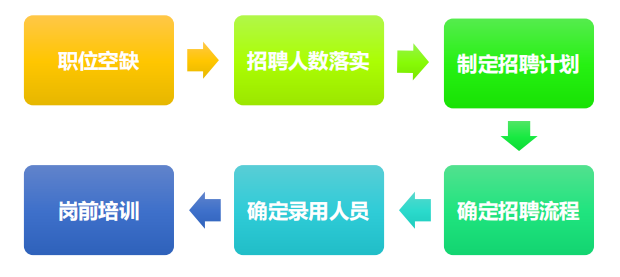 职位空缺
招聘人数落实
制定招聘计划
确定招聘流程
确定录用人员
岗前培训